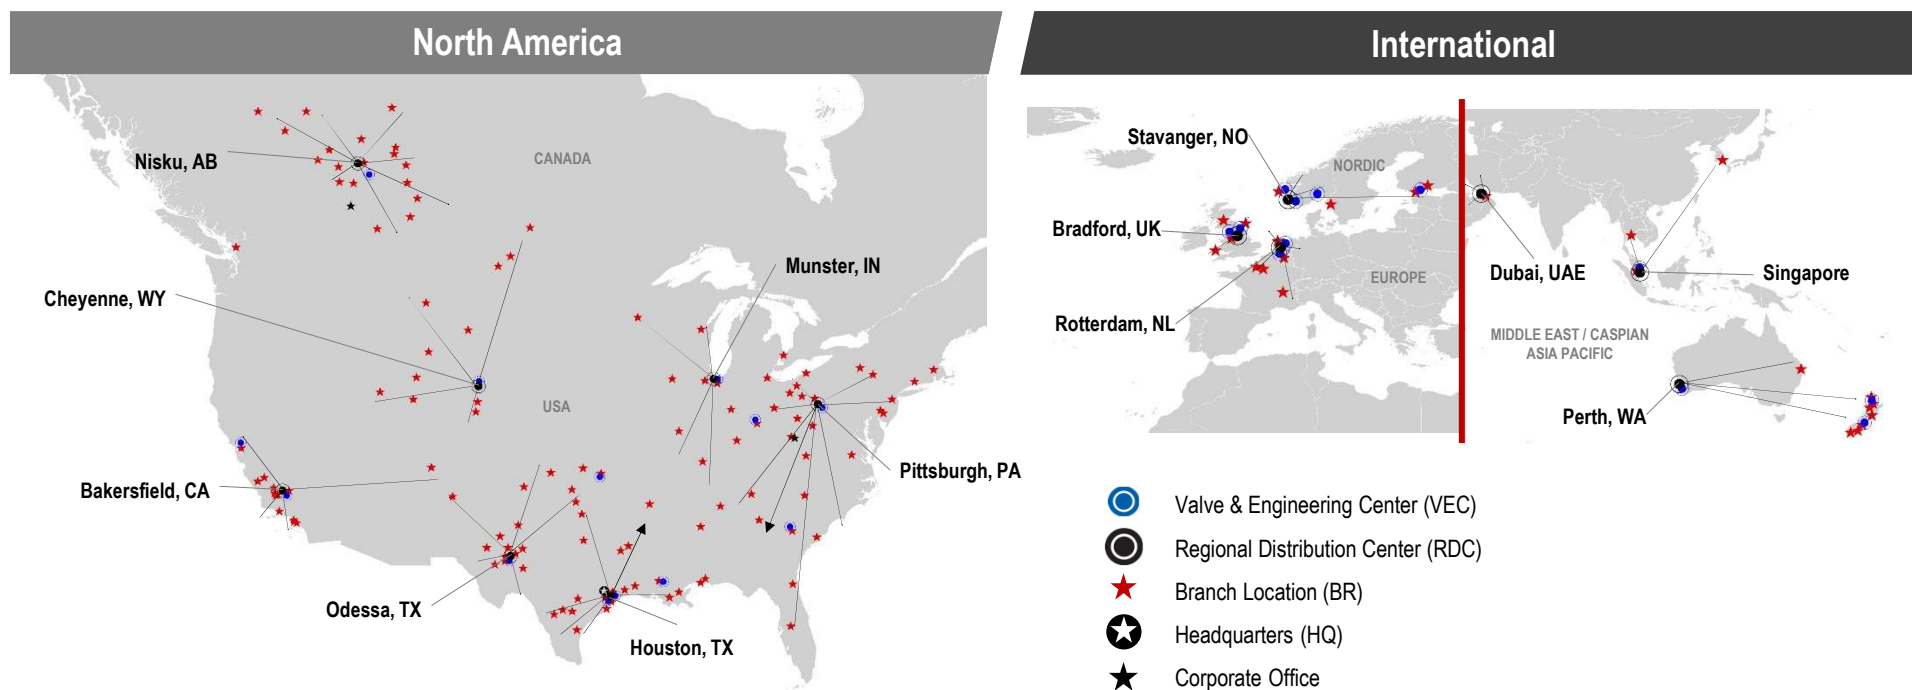 North America
International
Nisku, AB
CANADA
Cheyenne, WY
Munster, IN
USA
Bakersfield, CA
Pittsburgh, PA
Odessa, TX
Houston, TX
Stavanger, NO
NORDIC
Bradford, UK
EUROPE
Rotterdam, NL
Dubai, UAE
Singapore
MIDDLE EAST / CASPIAN
ASIA PACIFIC
Perth, WA
Valve & Engineering Center (VEC)
Regional Distribution Center (RDC)
Branch Location (BR)
Headquarters (HQ)
Corporate Office